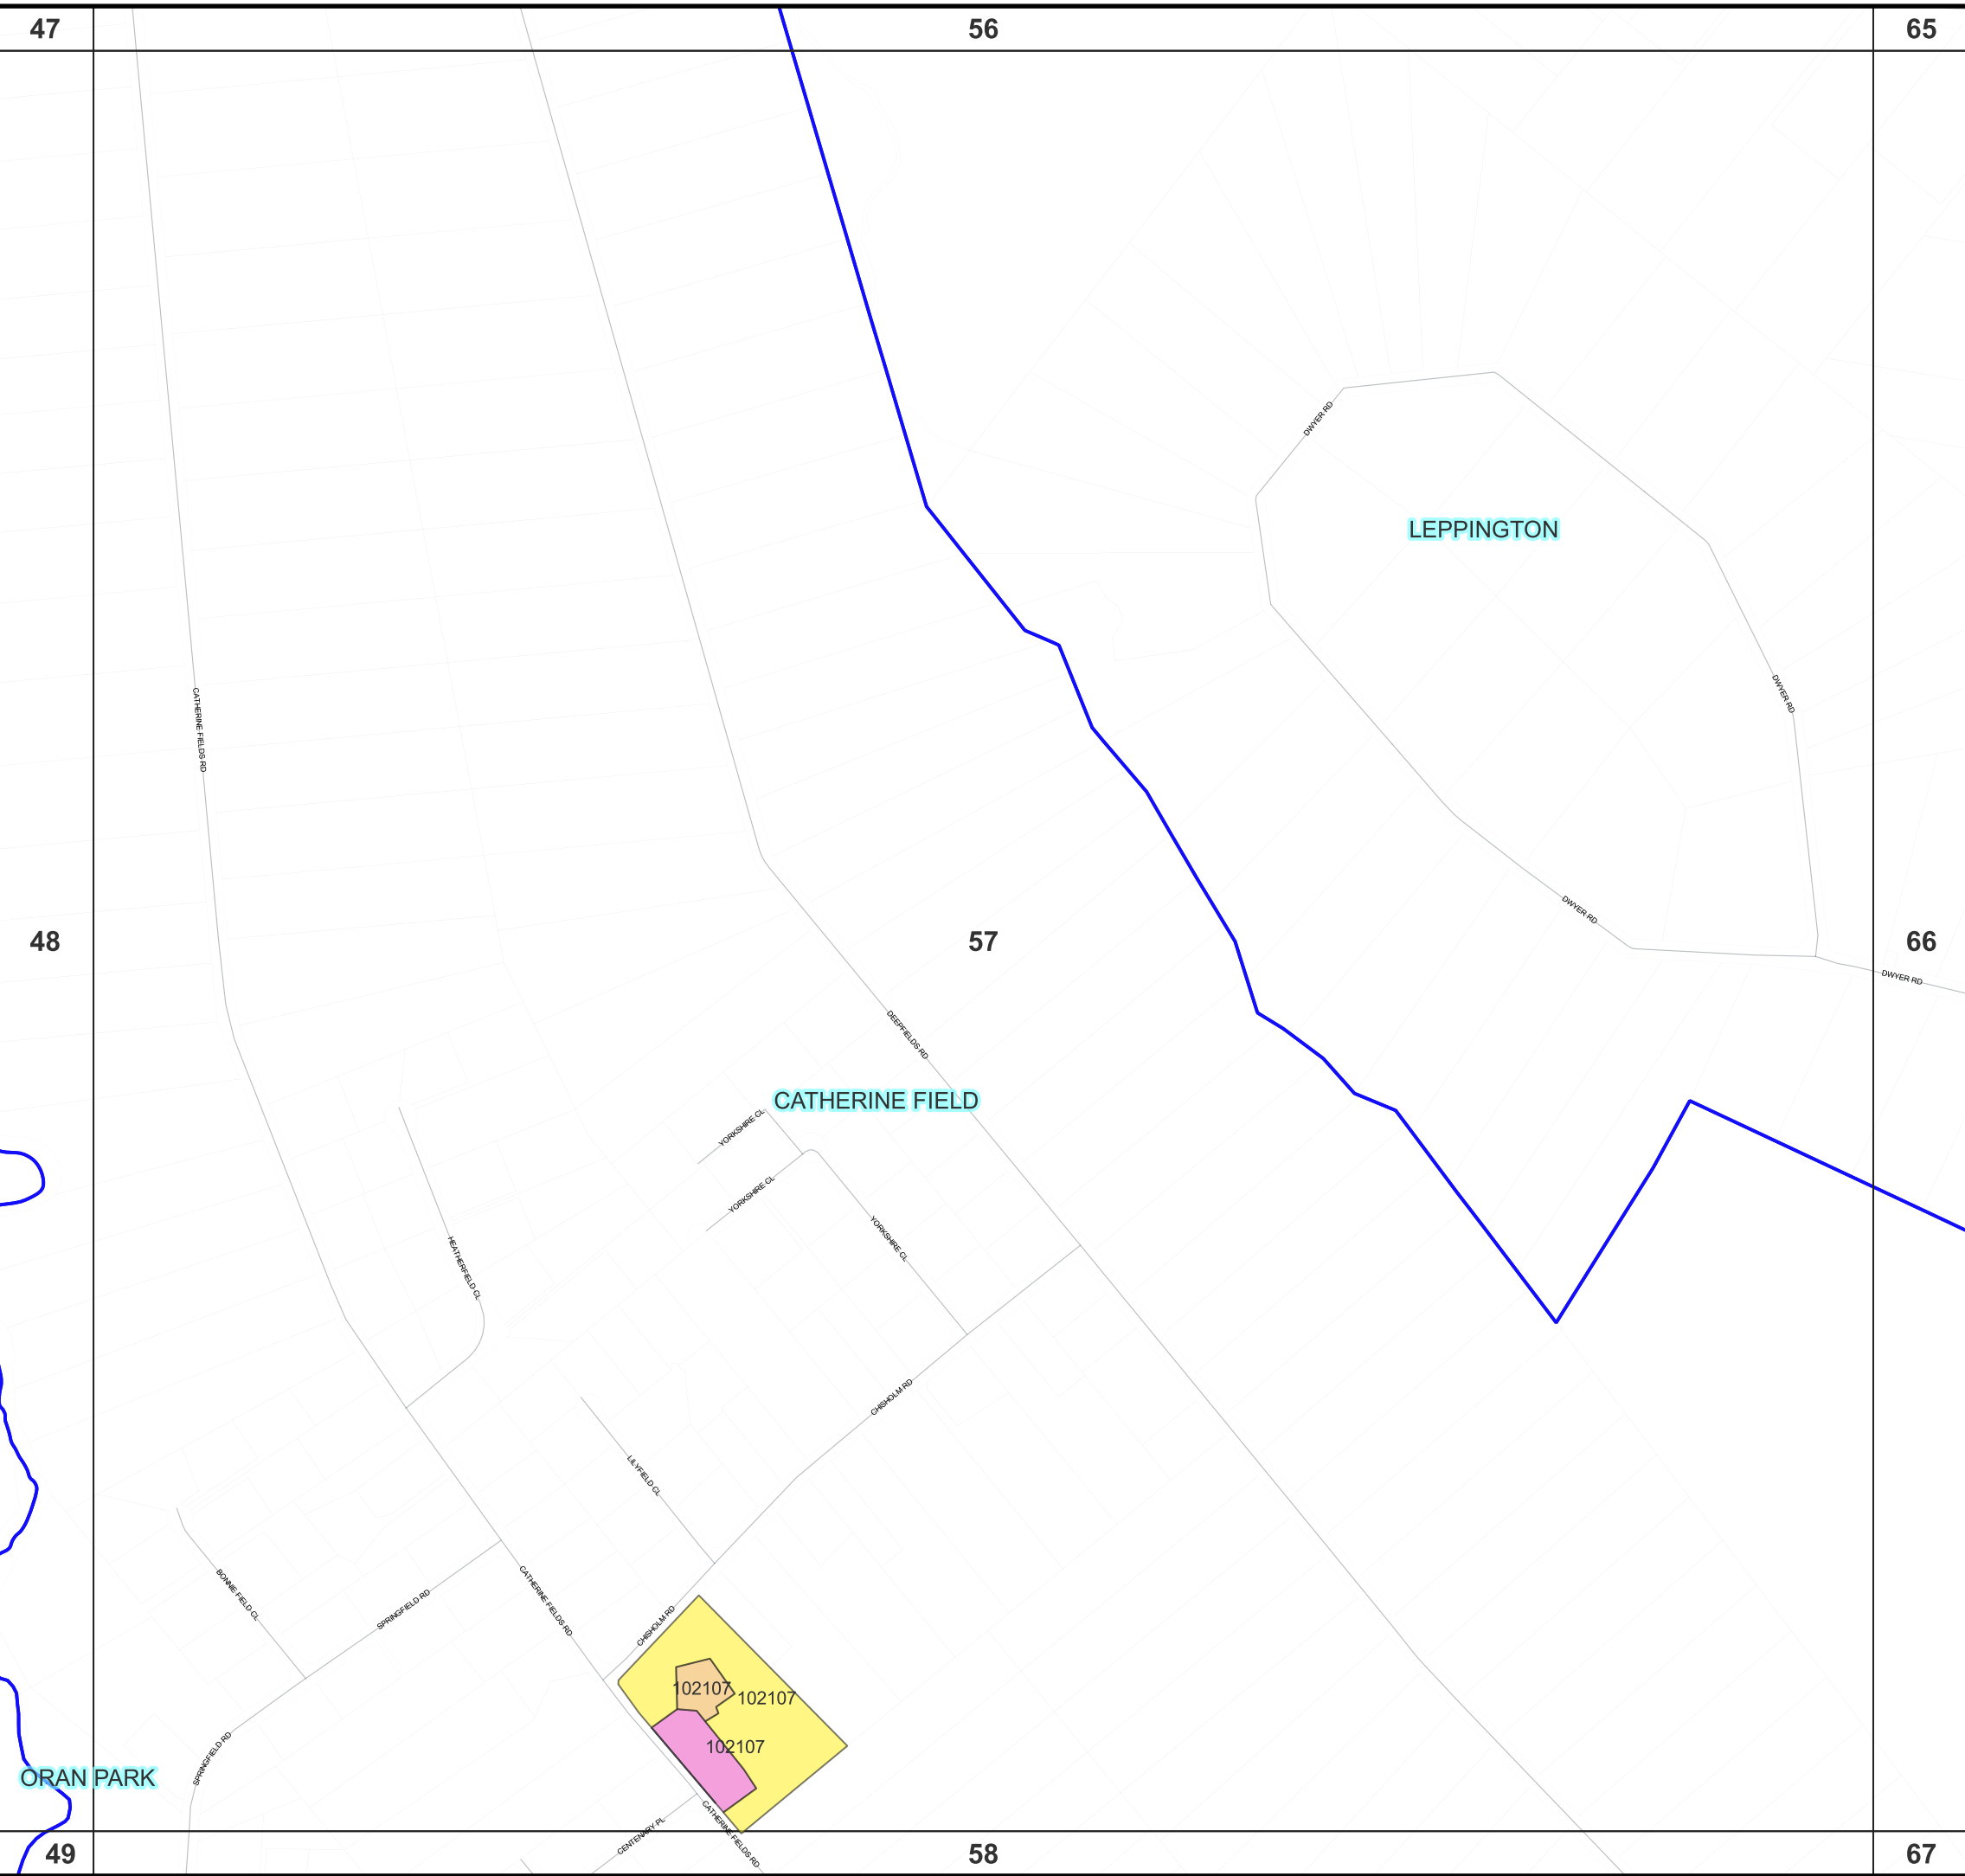 47
56
65
DWYER RD
LEPPINGTON
CATHERINE FIELDS RD
DWYER RD
DWYER RD
48
57
66
DWYER RD
DEEPFIELDS RD
CATHERINE FIELD
YORKSHIRE CL
YORKSHIRE CL
YORKSHIRE CL
HEATHERFIELD CL
CHISHOLM RD
LILYFIELD CL
BONNIE FIELD CL
SPRINGFIELD RD
CATHERINE FIELDS RD
CHISHOLM RD
102107
102107
102107
SPRINGFIELD RD
ORAN PARK
CENTENARY PL
CATHERINE FIELDS RD
49
58
67